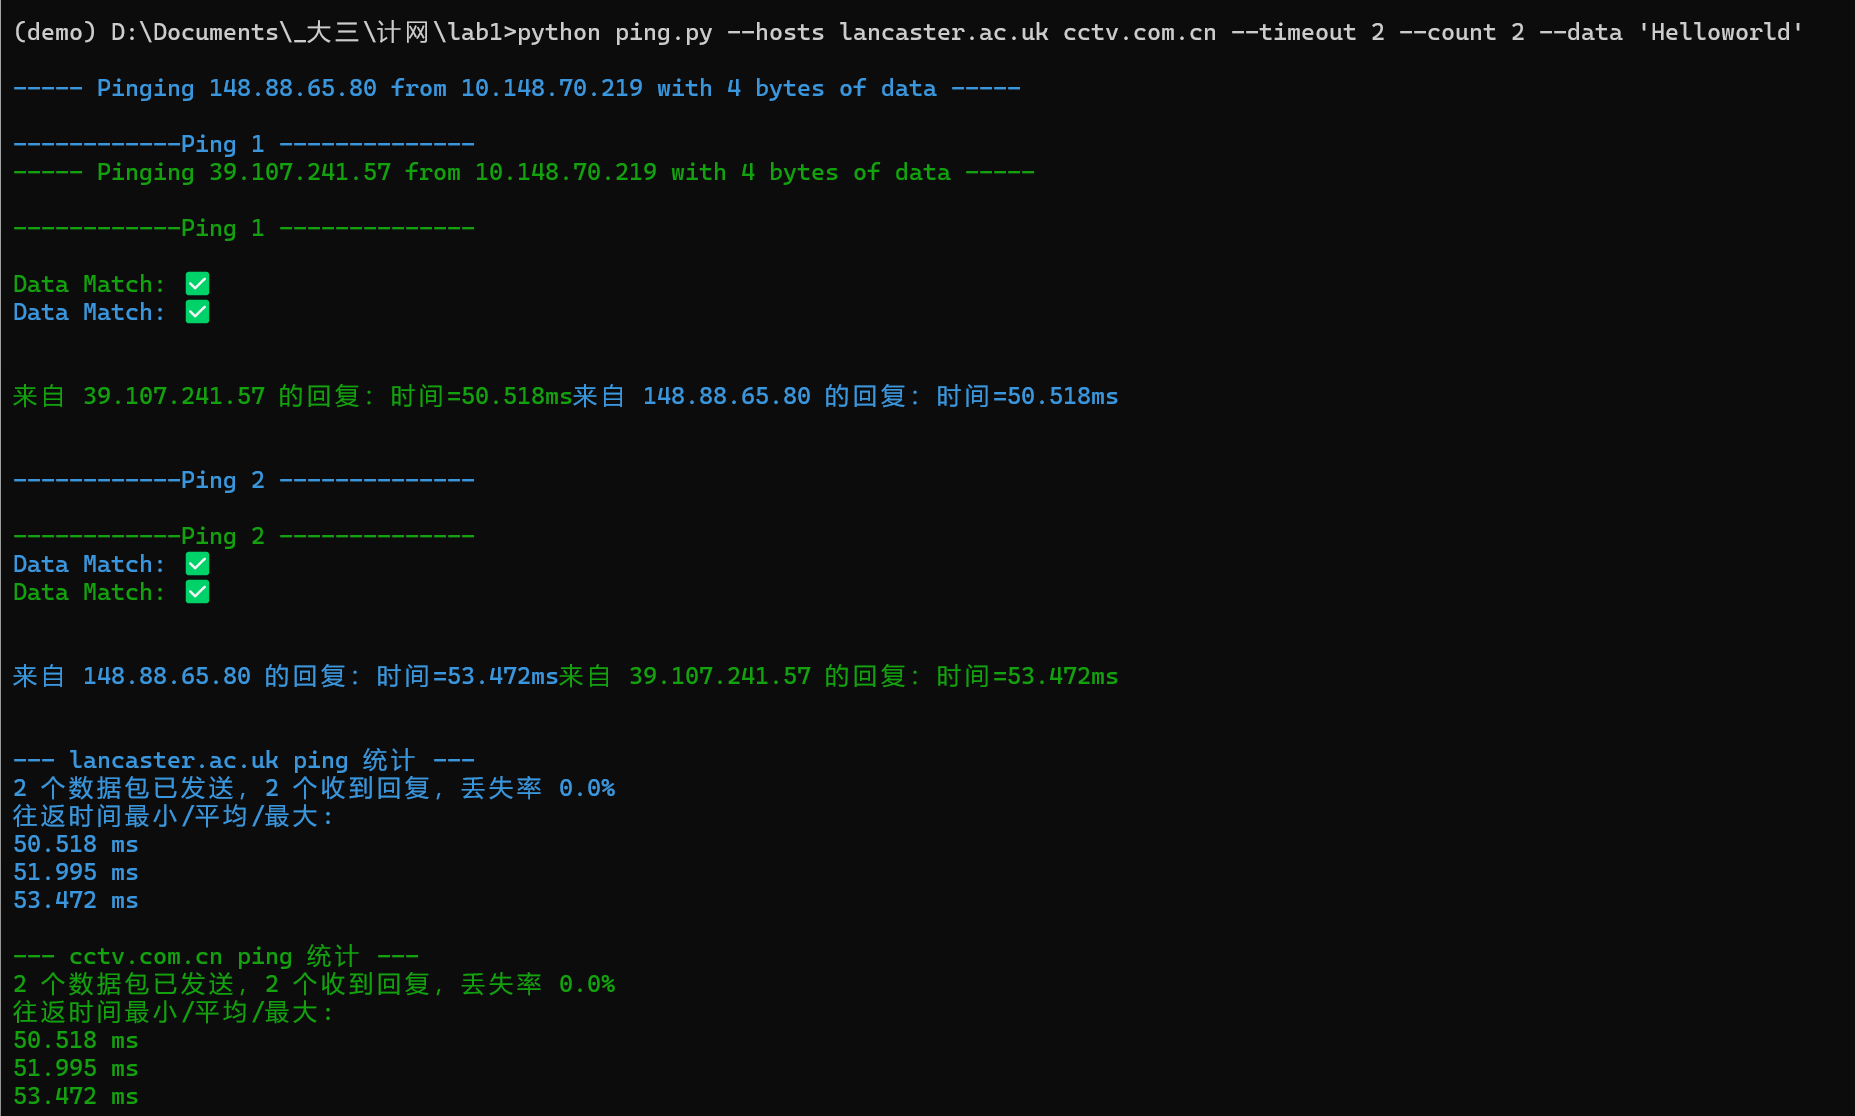 (demo) D:\Documents\_大三\计网\lab1>python ping.py --hosts lancaster.ac.uk cctv.com.cn --timeout 2 --count 2 --data 'Helloworld'
----- Pinging 148.88.65.80 from 10.148.70.219 with 4 bytes of data -----
------------Ping 1 --------------
----- Pinging 39.107.241.57 from 10.148.70.219 with 4 bytes of data -----
------------Ping 1 --------------
Data Match: ✅
Data Match: ✅
来自 39.107.241.57 的回复: 时间=50.518ms来自 148.88.65.80 的回复: 时间=50.518ms
------------Ping 2 --------------
------------Ping 2 --------------
Data Match: ✅
Data Match: ✅
来自 148.88.65.80 的回复: 时间=53.472ms来自 39.107.241.57 的回复: 时间=53.472ms
--- lancaster.ac.uk ping 统计 ---
2 个数据包已发送, 2 个收到回复, 丢失率 0.0%
往返时间最小/平均/最大:
50.518 ms
51.995 ms
53.472 ms
--- cctv.com.cn ping 统计 ---
2 个数据包已发送, 2 个收到回复, 丢失率 0.0%
往返时间最小/平均/最大:
50.518 ms
51.995 ms
53.472 ms